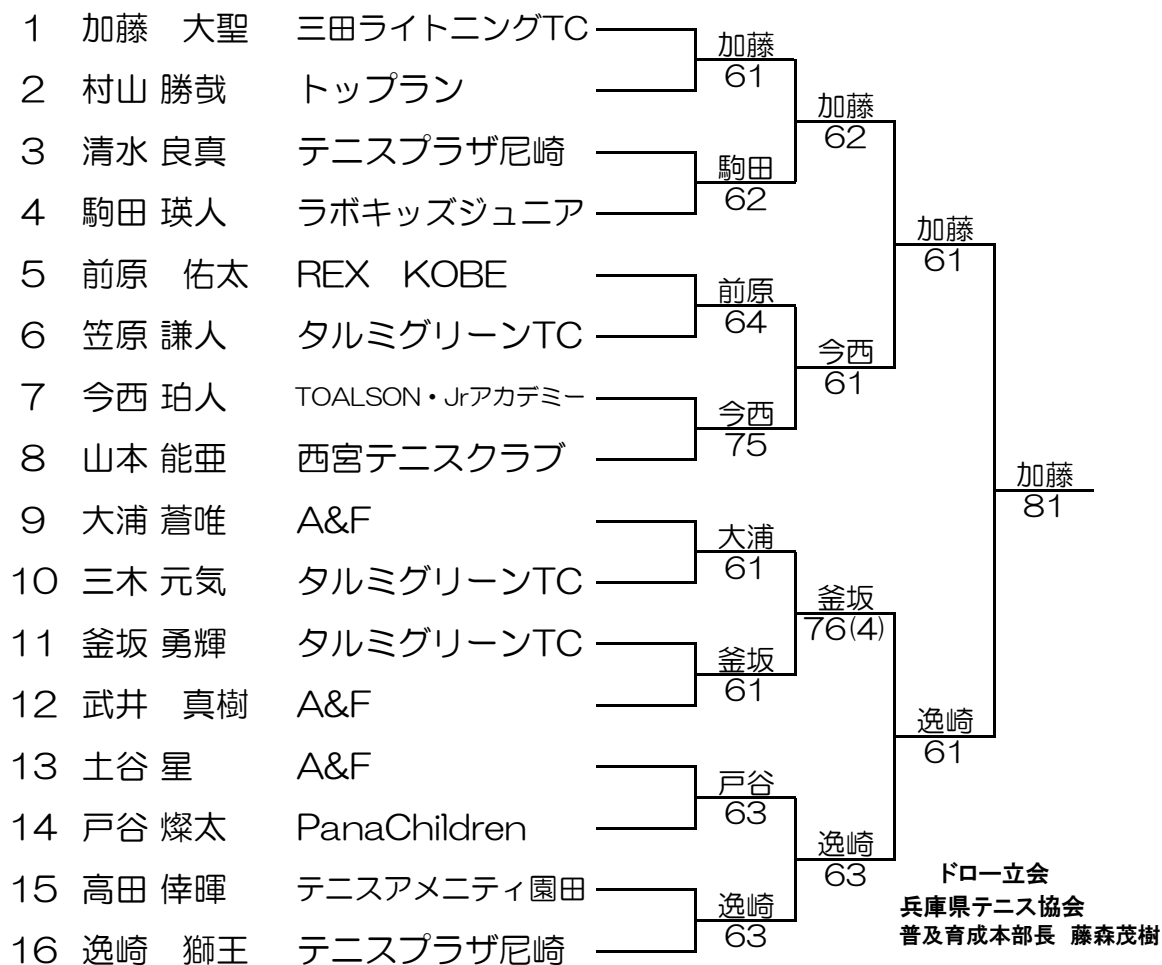 1 加藤　大聖 三田ライトニングTC
2 村山 勝哉 トップラン
3 清水 良真 テニスプラザ尼崎
4 駒田 瑛人 ラボキッズジュニア
5 前原　佑太 REX　KOBE
6 笠原 謙人 タルミグリーンTC
7 今西 珀人 TOALSON・Jrアカデミー
8 山本 能亜 西宮テニスクラブ
9 大浦 蒼唯 A&F
10 三木 元気 タルミグリーンTC
11 釜坂 勇輝 タルミグリーンTC
12 武井　真樹 A&F
13 土谷 星 A&F
14 戸谷 燦太 PanaChildren
15 高田 倖暉 テニスアメニティ園田
16 逸崎　獅王 テニスプラザ尼崎
加藤
61
駒田
62
前原
64
今西
75
大浦
61
釜坂
61
戸谷
63
逸崎
63
加藤
62
今西
61
釜坂
76(4)
逸崎
63
加藤
61
逸崎
61
加藤
81
ドロー立会
兵庫県テニス協会
普及育成本部長 藤森茂樹